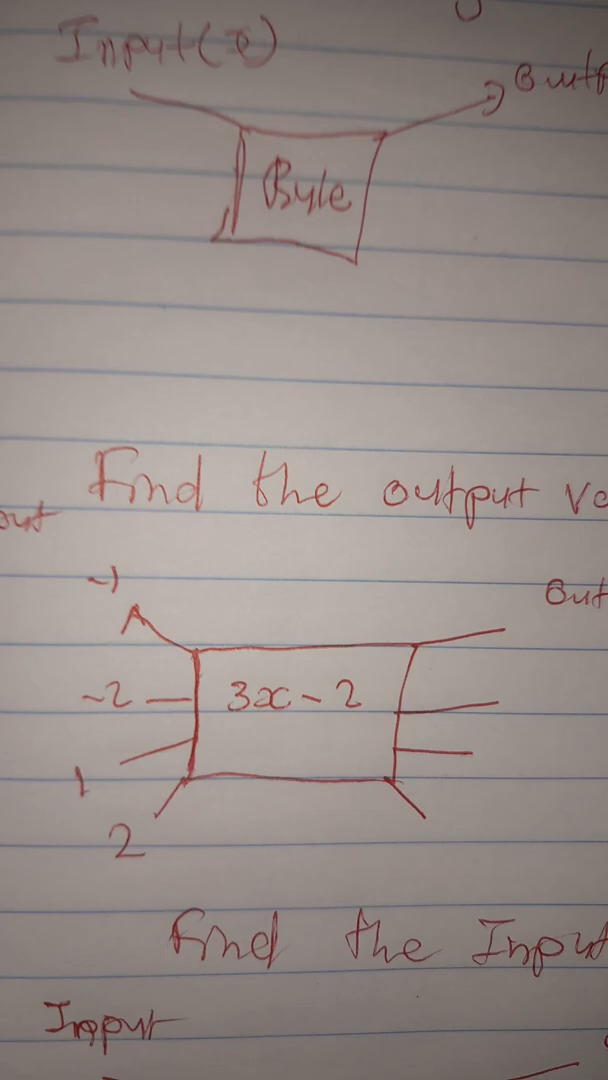 Input(x)
Outp
Rule
Find the output va
out
-1
Out
-2
3x - 2
1
2
Find the Input
Input